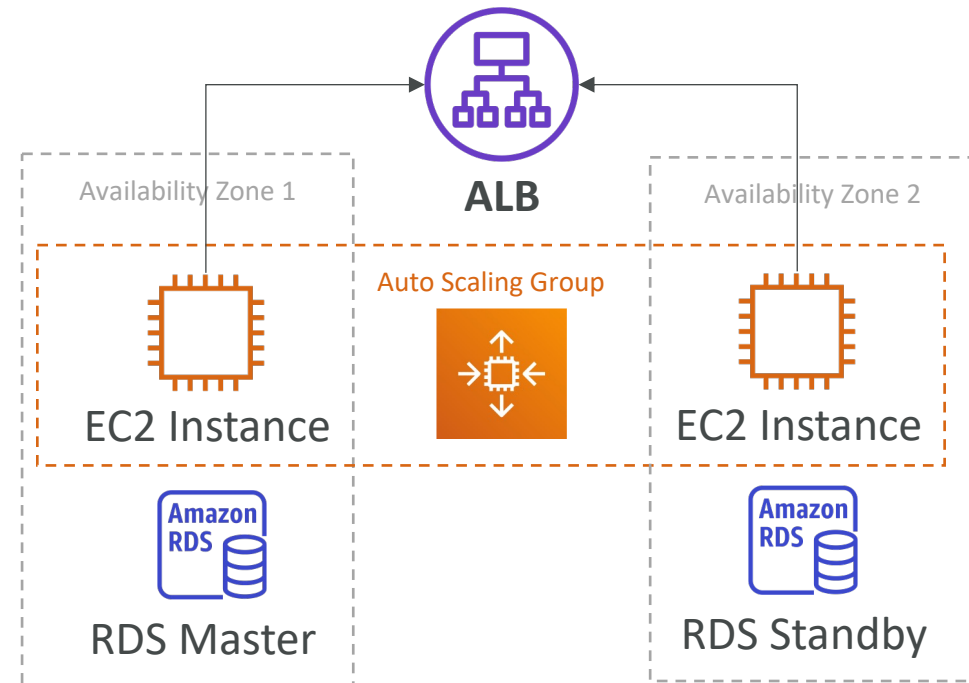 ALB
Availability Zone 1
Availability Zone 2
Auto Scaling Group
EC2 Instance
EC2 Instance
Amazon
RDS
Amazon
RDS
RDS Master
RDS Standby